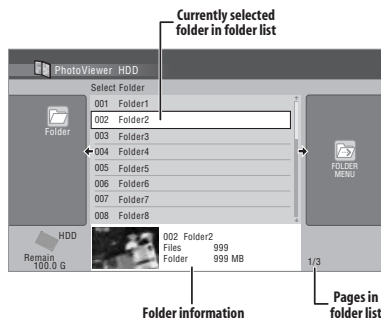 Currently selected
folder in folder list
PhotoViewer HDD
Select Folder
001 Folder1
002 Folder2
003 Folder3
004 Folder4
005 Folder5
006 Folder6
007 Folder7
008 Folder8
Folder
FOLDER
MENU
HDD
Remain
100.0 G
002 Folder2
Files 999
Folder 999 MB
1/3
Folder information
Pages in
folder list